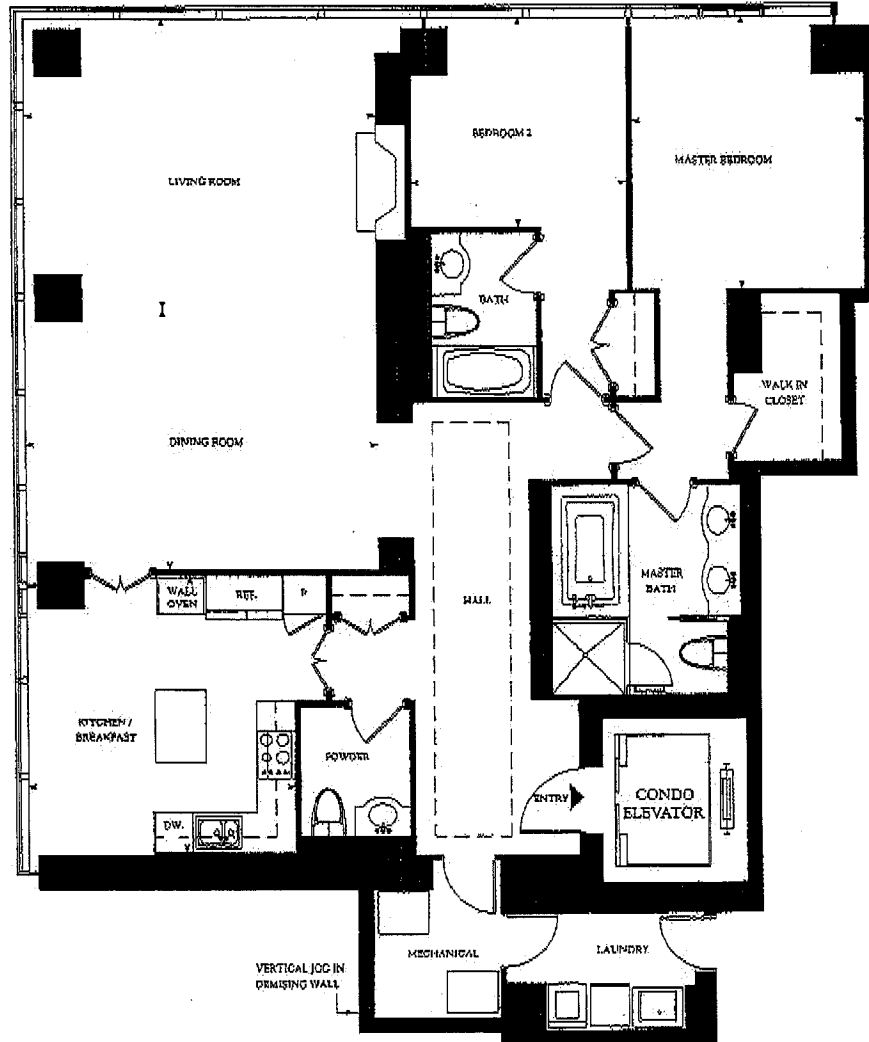 BEDROOM 2
MASTER BEDROOM
LIVING ROOM
BATH
WALK IN
CLOSET
DINING ROOM
WALL
OVEN
REF.
MASTER
BATH
HALL
KITCHEN /
BREAKFAST
POWDER
ENTRY
CONDO
ELEVATOR
DW.
MECHANICAL
LAUNDRY
VERTICAL JOG IN
DEMISING WALL